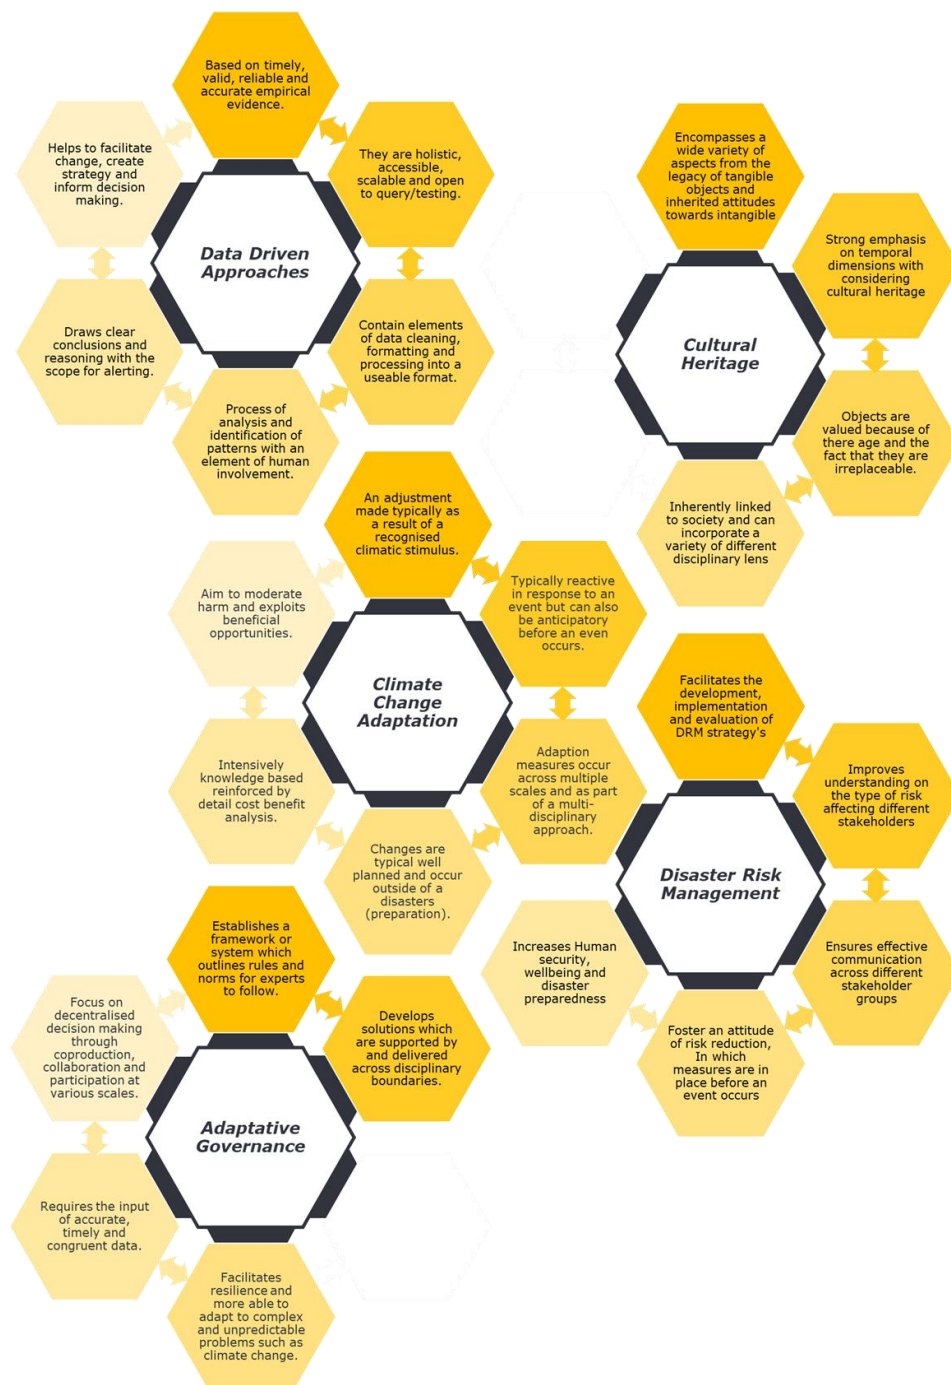 Based on timely,
valid, reliable and
accurate empirical
evidence.
Helps to facilitate
change, create
strategy and
inform decision
making.
They are holistic,
accessible,
scalable and open
to query/testing.
Data Driven
Approaches
Draws clear
conclusions and
reasoning with the
scope for alerting.
Contain elements
of data cleaning,
formatting and
processing into a
useable format.
Process of
analysis and
identification of
patterns with an
element of human
involvement.
Encompasses a
wide variety of
aspects from the
legacy of tangible
objects and
inherited attitudes
towards intangible
Strong emphasis
on temporal
dimensions with
considering
cultural heritage
Cultural
Heritage
Objects are
valued because of
there age and the
fact that they are
irreplaceable.
Inherently linked
to society and can
incorporate a
variety of different
disciplinary lens
An adjustment
made typically as
a result of a
recognised
climatic stimulus.
Aim to moderate
harm and exploits
beneficial
opportunities.
Typically reactive
in response to an
event but can also
be anticipatory
before an even
occurs.
Climate
Change
Adaptation
Intensively
knowledge based
reinforced by
detail cost benefit
analysis.
Adaption
measures occur
across multiple
scales and as part
of a multi-
disciplinary
approach.
Changes are
typical well
planned and occur
outside of a
disasters
(preparation).
Facilitates the
development,
implementation
and evaluation of
DRM strategy's
Improves
understanding on
the type of risk
affecting different
stakeholders
Disaster Risk
Management
Increases Human
security,
wellbeing and
disaster
preparedness
Ensures effective
communication
across different
stakeholder
groups
Foster an attitude
of risk reduction,
In which
measures are in
place before an
event occurs
Establishes a
framework or
system which
outlines rules and
norms for experts
to follow.
Focus on
decentralised
decision making
through
coproduction,
collaboration and
participation at
various scales.
Develops
solutions which
are supported by
and delivered
across disciplinary
boundaries.
Adaptative
Governance
Requires the input
of accurate,
timely and
congruent data.
Facilitates
resilience and
more able to
adapt to complex
and unpredictable
problems such as
climate change.